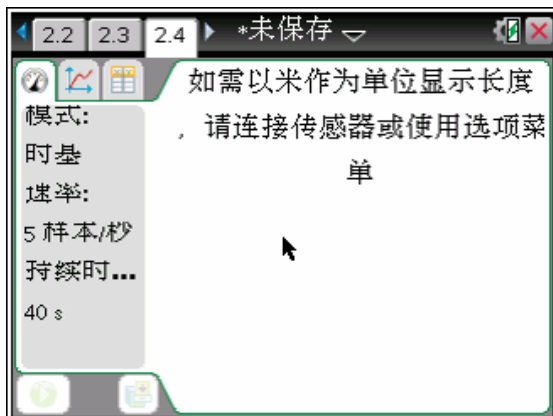 2.2 2.3 2.4 *未保存
如需以米作为单位显示长度
，请连接传感器或使用选项菜
单
模式:
时基
速率:
5 样本/秒
持续时...
40 s